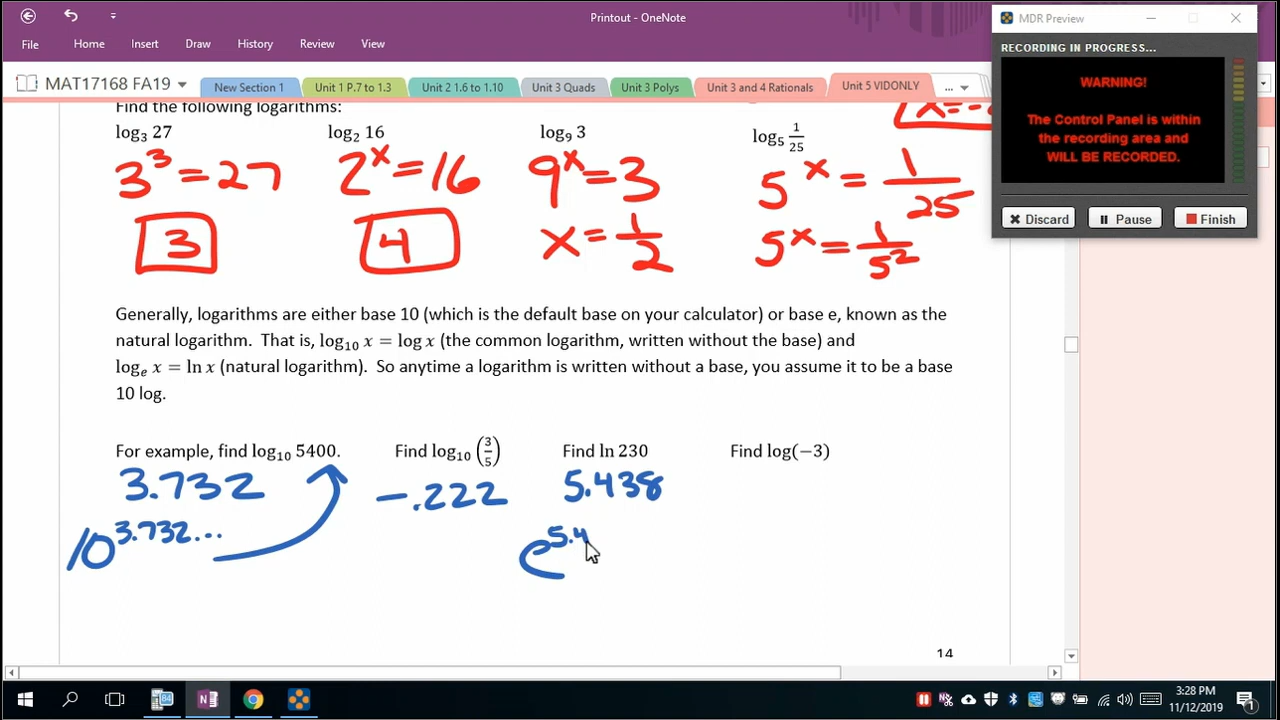 Printout - OneNote
File Home Insert Draw History Review View
MAT17168 FA19
New Section 1 Unit 1 P.7 to 1.3 Unit 2 1.6 to 1.10 Unit 3 Quads Unit 3 Polys Unit 3 and 4 Rationals Unit 5 VIDONLY ...
MDR Preview
RECORDING IN PROGRESS...
WARNING!
The Control Panel is within
the recording area and
WILL BE RECORDED.
Discard Pause Finish
Find the following logarithms:
log₃ 27 log₂ 16 log₉ 3 log₅ 1/25
3³=27 2ˣ=16 9ˣ=3 5ˣ=1/25
3 4 x=1/2 5ˣ=1/5²
Generally, logarithms are either base 10 (which is the default base on your calculator) or base e, known as the
natural logarithm. That is, log₁₀ x = log x (the common logarithm, written without the base) and
logₑ x = ln x (natural logarithm). So anytime a logarithm is written without a base, you assume it to be a base
10 log.
For example, find log₁₀ 5400. Find log₁₀ (3/5) Find ln 230 Find log(−3)
3.732 -.222 5.438
10^3.732... e^5.4
14
3:28 PM
11/12/2019
1